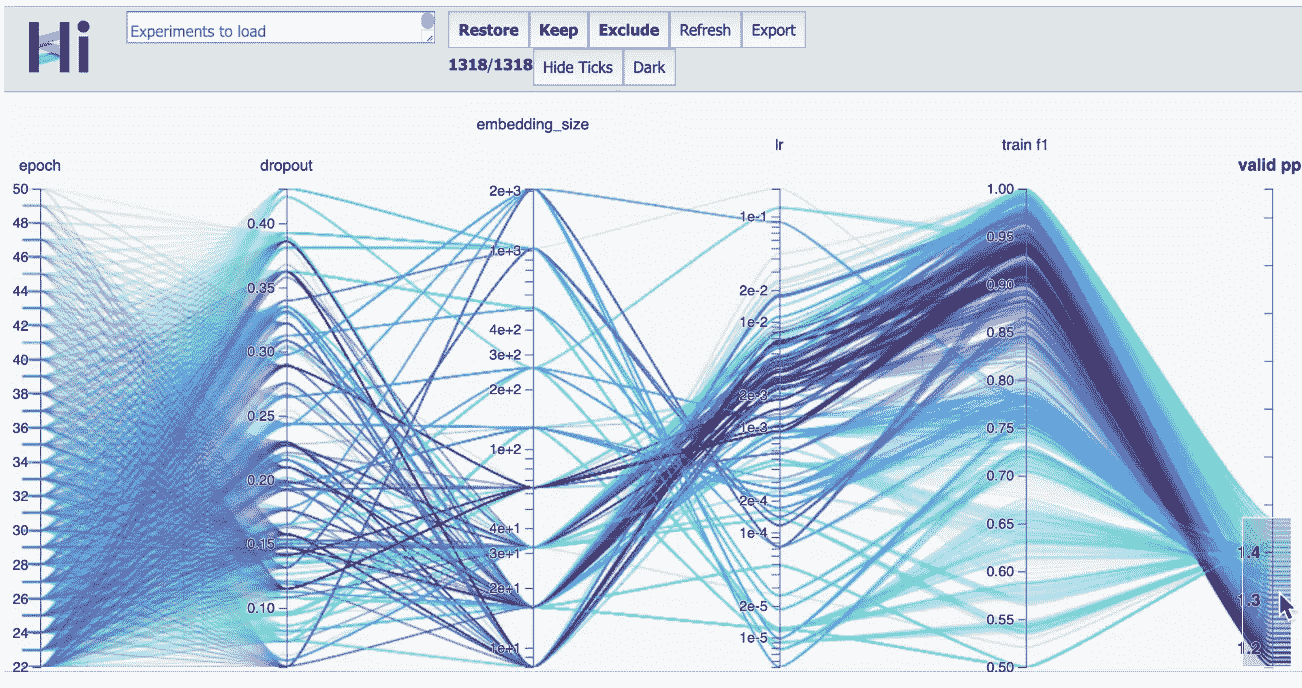 Hi
Experiments to load
Restore Keep Exclude Refresh Export
1318/1318 Hide Ticks Dark
embedding_size
lr train f1
epoch dropout valid pp
50 48 46 44 42 40 38 36 34 32 30 28 26 24 22
0.40 0.35 0.30 0.25 0.20 0.15 0.10
2e+3 1e+3 4e+2 3e+2 2e+2 1e+2 4e+1 3e+1 2e+1 1e+1
1e-1 2e-2 1e-2 2e-3 1e-3 2e-4 1e-4 2e-5 1e-5
1.00 0.95 0.90 0.85 0.80 0.75 0.70 0.65 0.60 0.55 0.50
1.4 1.3 1.2